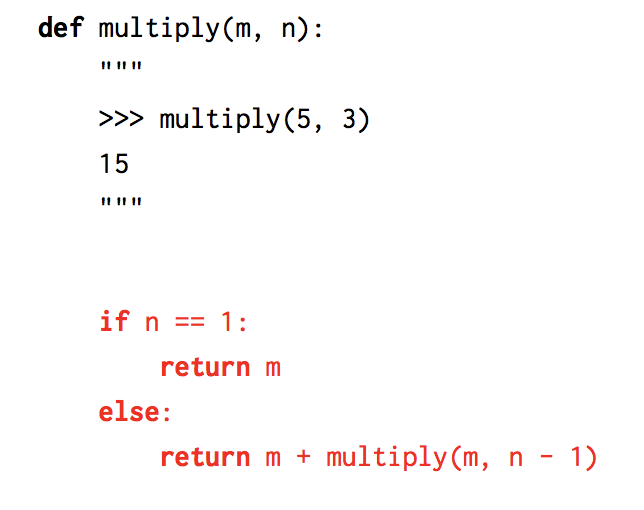 def multiply(m, n):
    """
    >>> multiply(5, 3)
    15
    """
    if n == 1:
        return m
    else:
        return m + multiply(m, n - 1)